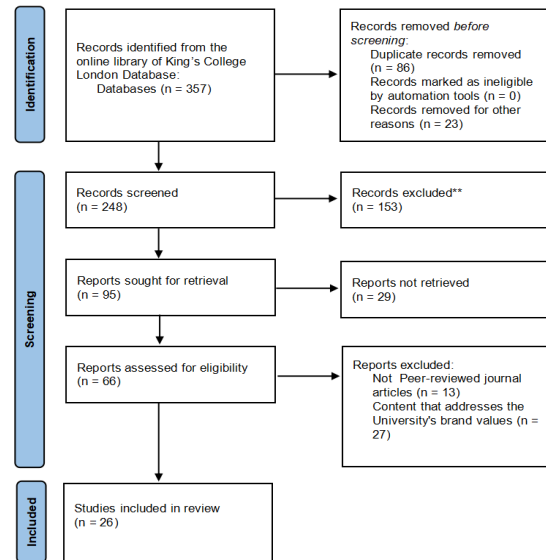 Identification
Records identified from the
online library of King's College
London Database:
Databases (n = 357)
Records removed before
screening:
Duplicate records removed
(n = 86)
Records marked as ineligible
by automation tools (n = 0)
Records removed for other
reasons (n = 23)
Screening
Records screened
(n = 248)
Records excluded**
(n = 153)
Reports sought for retrieval
(n = 95)
Reports not retrieved
(n = 29)
Reports assessed for eligibility
(n = 66)
Reports excluded:
Not Peer-reviewed journal
articles (n = 13)
Content that addresses the
University's brand values (n =
27)
Included
Studies included in review
(n = 26)